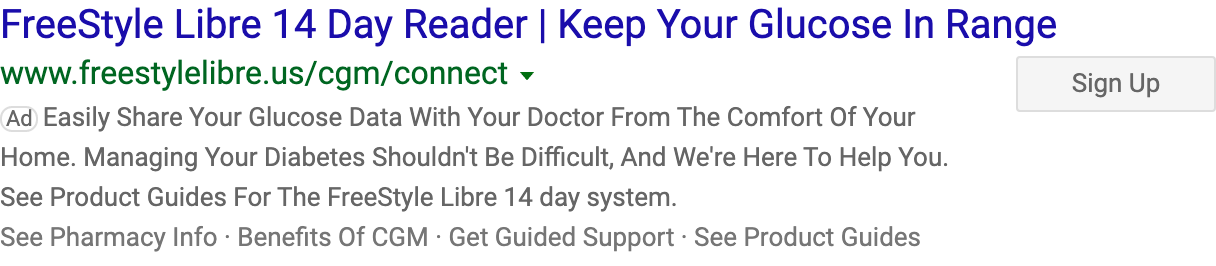 FreeStyle Libre 14 Day Reader | Keep Your Glucose In Range
www.freestylelibre.us/cgm/connect
Sign Up
Ad Easily Share Your Glucose Data With Your Doctor From The Comfort Of Your
Home. Managing Your Diabetes Shouldn't Be Difficult, And We're Here To Help You.
See Product Guides For The FreeStyle Libre 14 day system.
See Pharmacy Info · Benefits Of CGM · Get Guided Support · See Product Guides